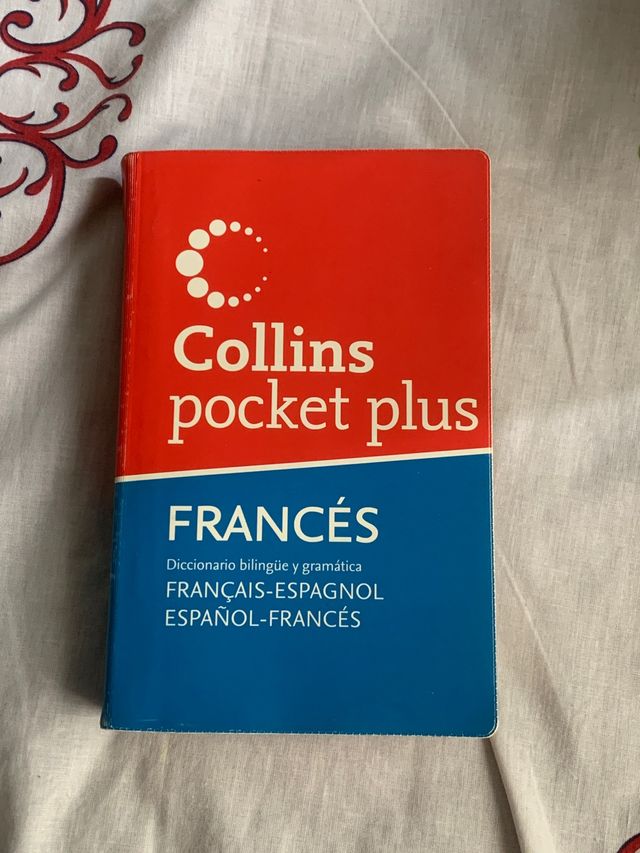 Collins
pocket plus
FRANCÉS
Diccionario bilingüe y gramática
FRANÇAIS-ESPAGNOL
ESPAÑOL-FRANCÉS